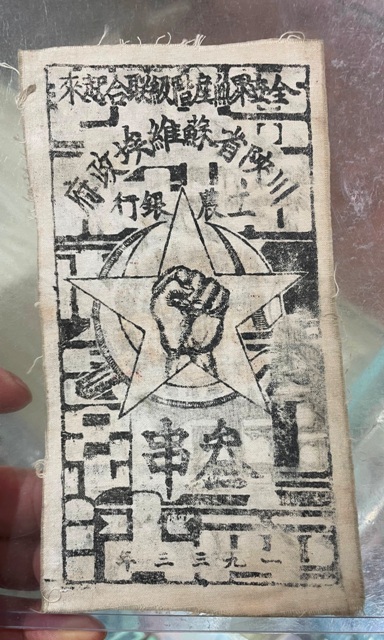 全世界無產階級聯合起來
川陝省蘇維埃政府
工農銀行
叁串
一九三三年